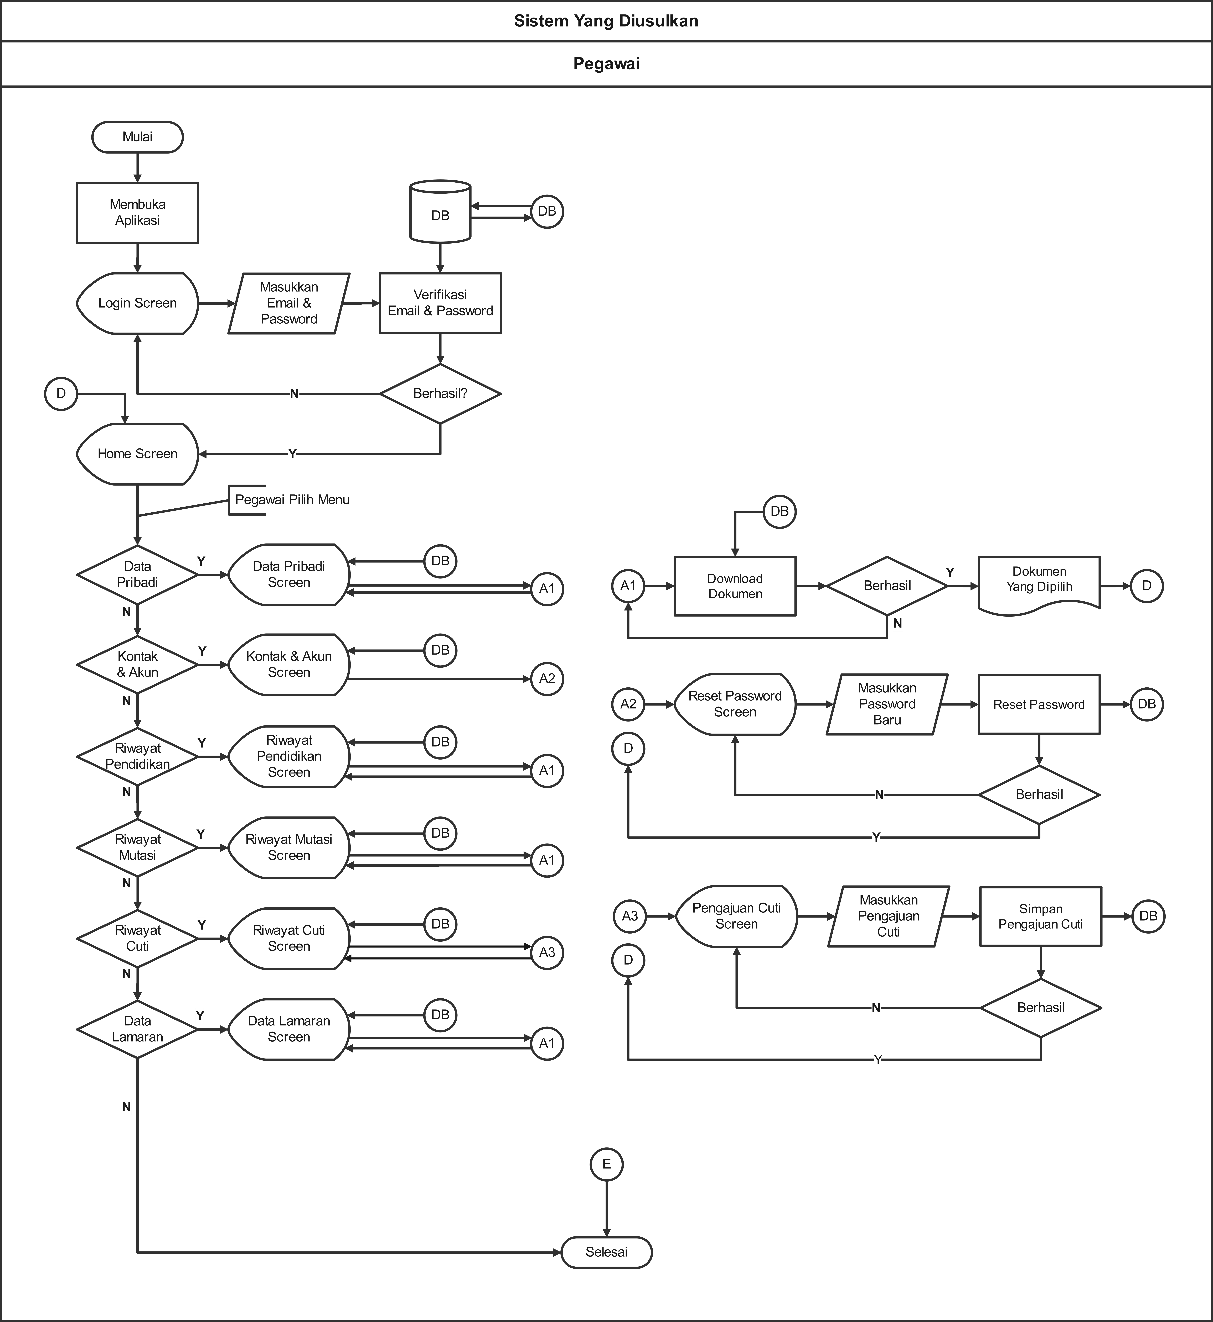 Sistem Yang Diusulkan
Pegawai
Mulai
Membuka
Aplikasi
DB
DB
Login Screen
Masukkan
Email &
Password
Verifikasi
Email & Password
D
N
Berhasil?
Home Screen
Y
Pegawai Pilih Menu
Data
Pribadi
Y
Data Pribadi
Screen
DB
A1
N
Kontak
& Akun
Y
Kontak & Akun
Screen
DB
A2
N
Riwayat
Pendidikan
Y
Riwayat
Pendidikan
Screen
DB
A1
N
Riwayat
Mutasi
Y
Riwayat Mutasi
Screen
DB
A1
N
Riwayat
Cuti
Y
Riwayat Cuti
Screen
DB
A3
N
Data
Lamaran
Y
Data Lamaran
Screen
DB
A1
N
DB
A1
Download
Dokumen
Berhasil
Y
N
Dokumen
Yang Dipilih
D
A2
Reset Password
Screen
Masukkan
Password
Baru
Reset Password
DB
D
N
Berhasil
Y
A3
Pengajuan Cuti
Screen
Masukkan
Pengajuan
Cuti
Simpan
Pengajuan Cuti
DB
D
N
Berhasil
Y
E
Selesai